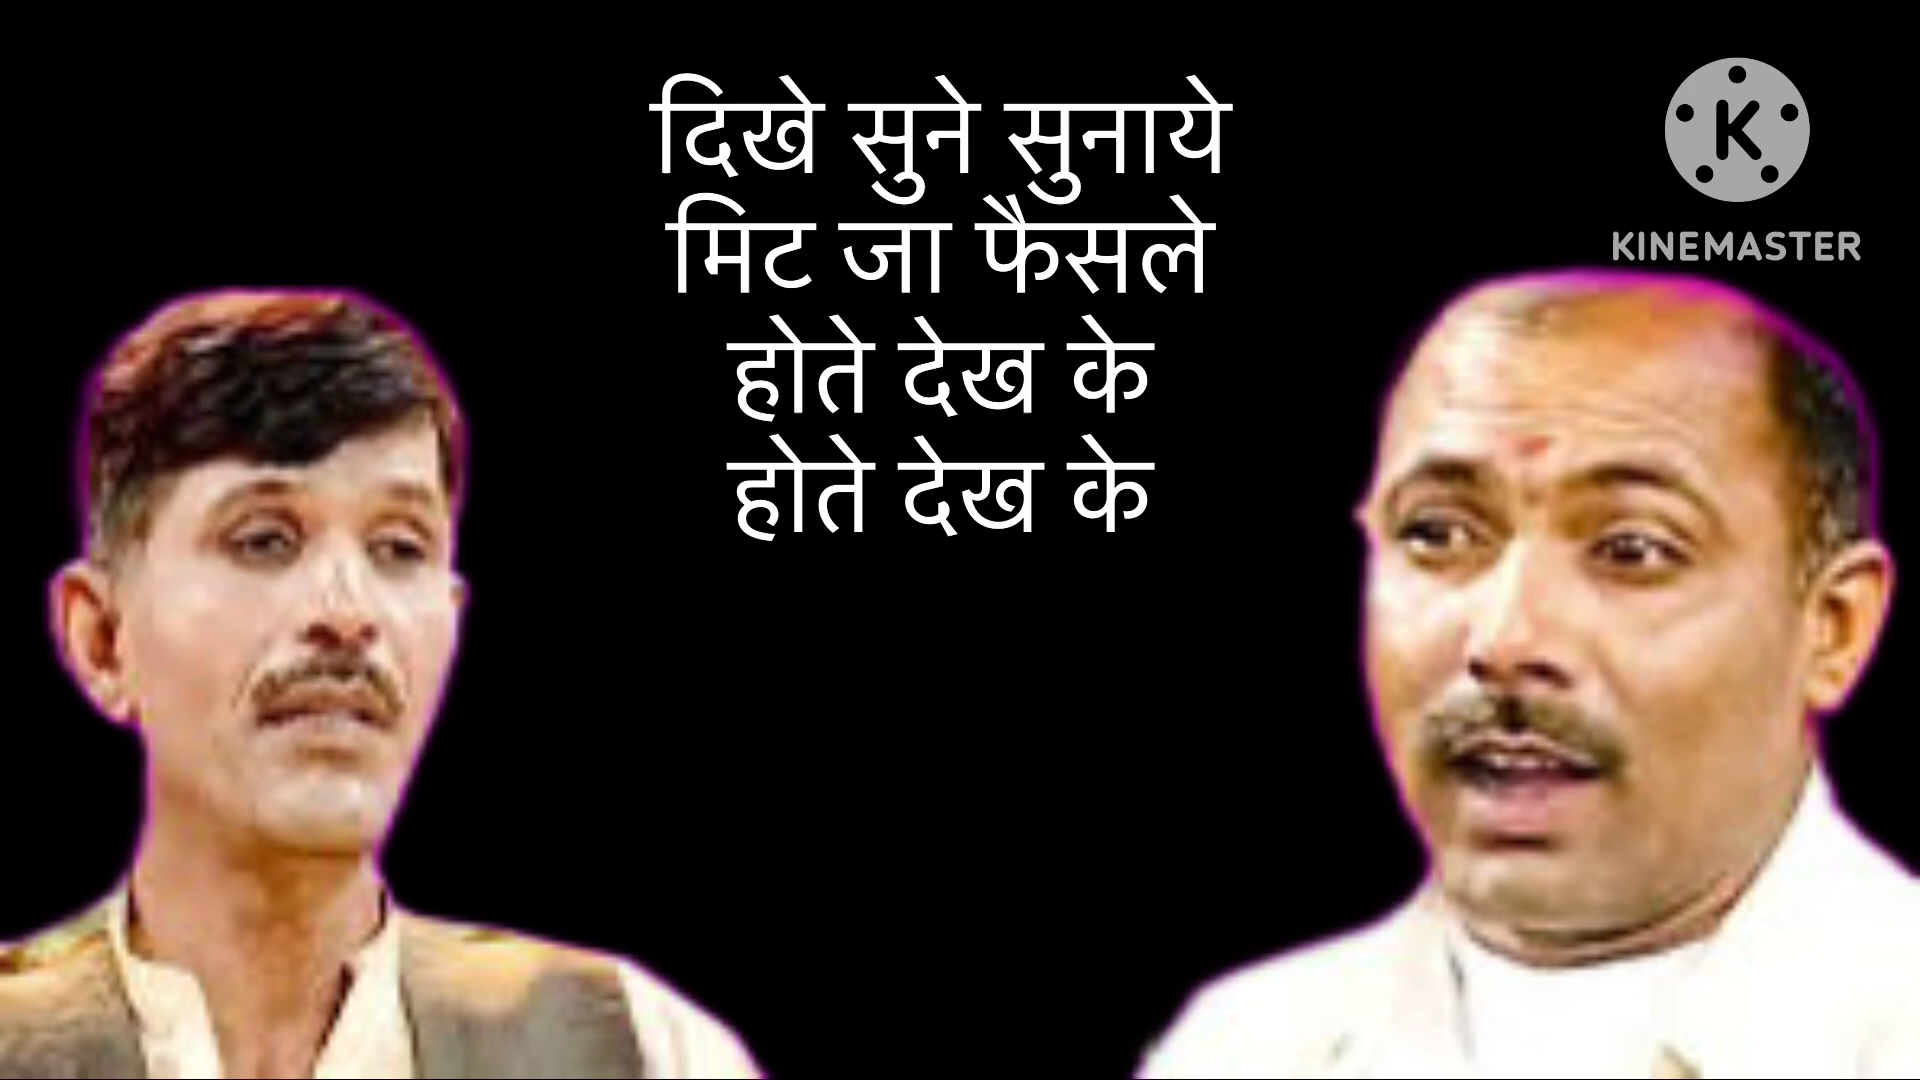 दिखे सुने सुनाये
मिट जा फैसले
होते देख के
होते देख के
KINEMASTER